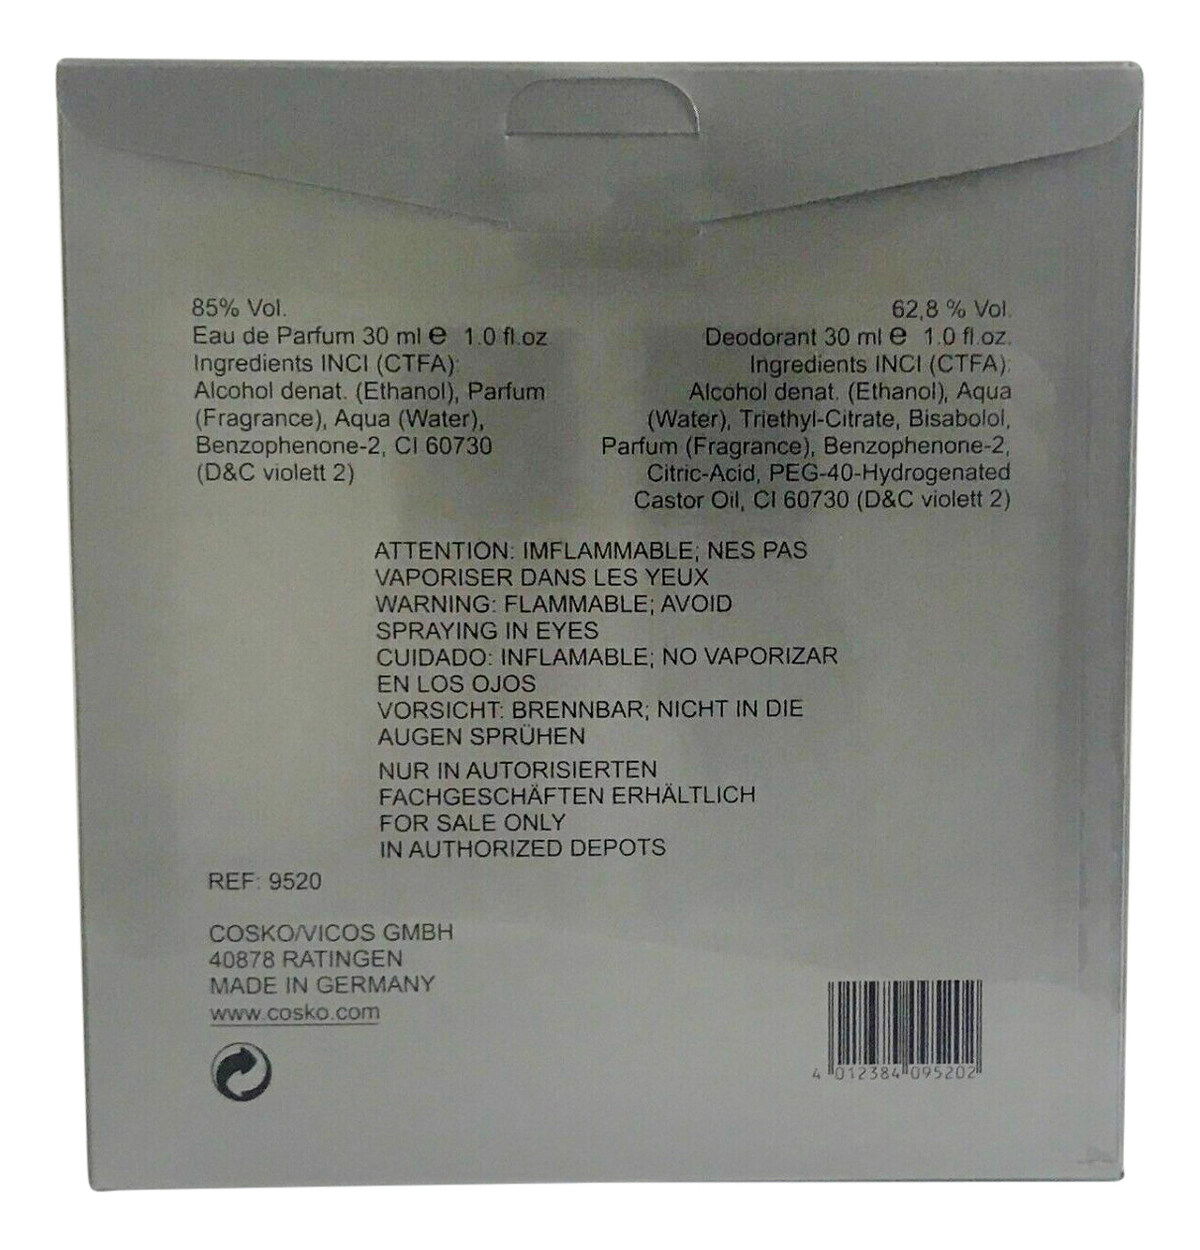 85% Vol.
Eau de Parfum 30 ml ℮ 1.0 fl.oz
Ingredients INCI (CTFA):
Alcohol denat. (Ethanol), Parfum
(Fragrance), Aqua (Water),
Benzophenone-2, CI 60730
(D&C violett 2)
62,8 % Vol.
Deodorant 30 ml ℮ 1.0 fl.oz.
Ingredients INCI (CTFA):
Alcohol denat. (Ethanol), Aqua
(Water), Triethyl-Citrate, Bisabolol,
Parfum (Fragrance), Benzophenone-2,
Citric-Acid, PEG-40-Hydrogenated
Castor Oil, CI 60730 (D&C violett 2)
ATTENTION: IMFLAMMABLE; NES PAS
VAPORISER DANS LES YEUX
WARNING: FLAMMABLE; AVOID
SPRAYING IN EYES
CUIDADO: INFLAMABLE; NO VAPORIZAR
EN LOS OJOS
VORSICHT: BRENNBAR; NICHT IN DIE
AUGEN SPRÜHEN
NUR IN AUTORISIERTEN
FACHGESCHÄFTEN ERHÄLTLICH
FOR SALE ONLY
IN AUTHORIZED DEPOTS
REF: 9520
COSKO/VICOS GMBH
40878 RATINGEN
MADE IN GERMANY
www.cosko.com
4 012384 095202